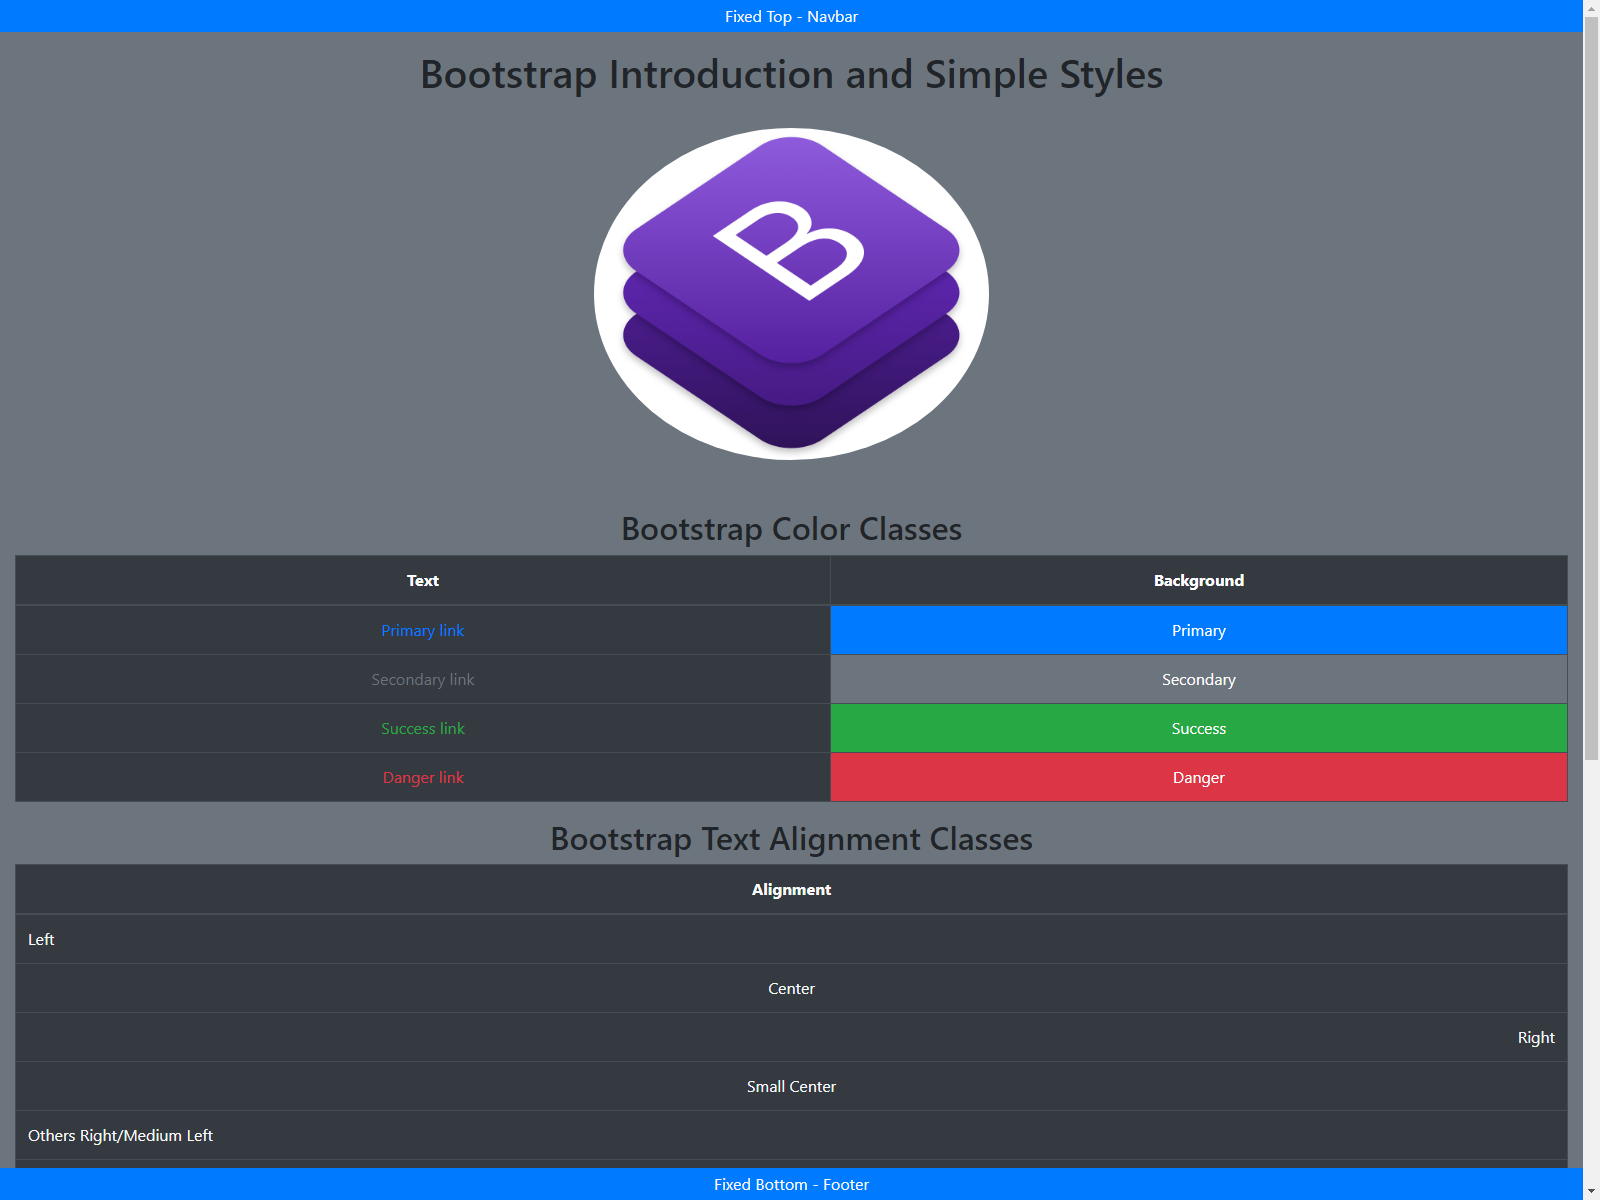 Fixed Top - Navbar
Bootstrap Introduction and Simple Styles
B
Bootstrap Color Classes
Text Background
Primary link Primary
Secondary link Secondary
Success link Success
Danger link Danger
Bootstrap Text Alignment Classes
Alignment
Left
Center
Right
Small Center
Others Right/Medium Left
Fixed Bottom - Footer